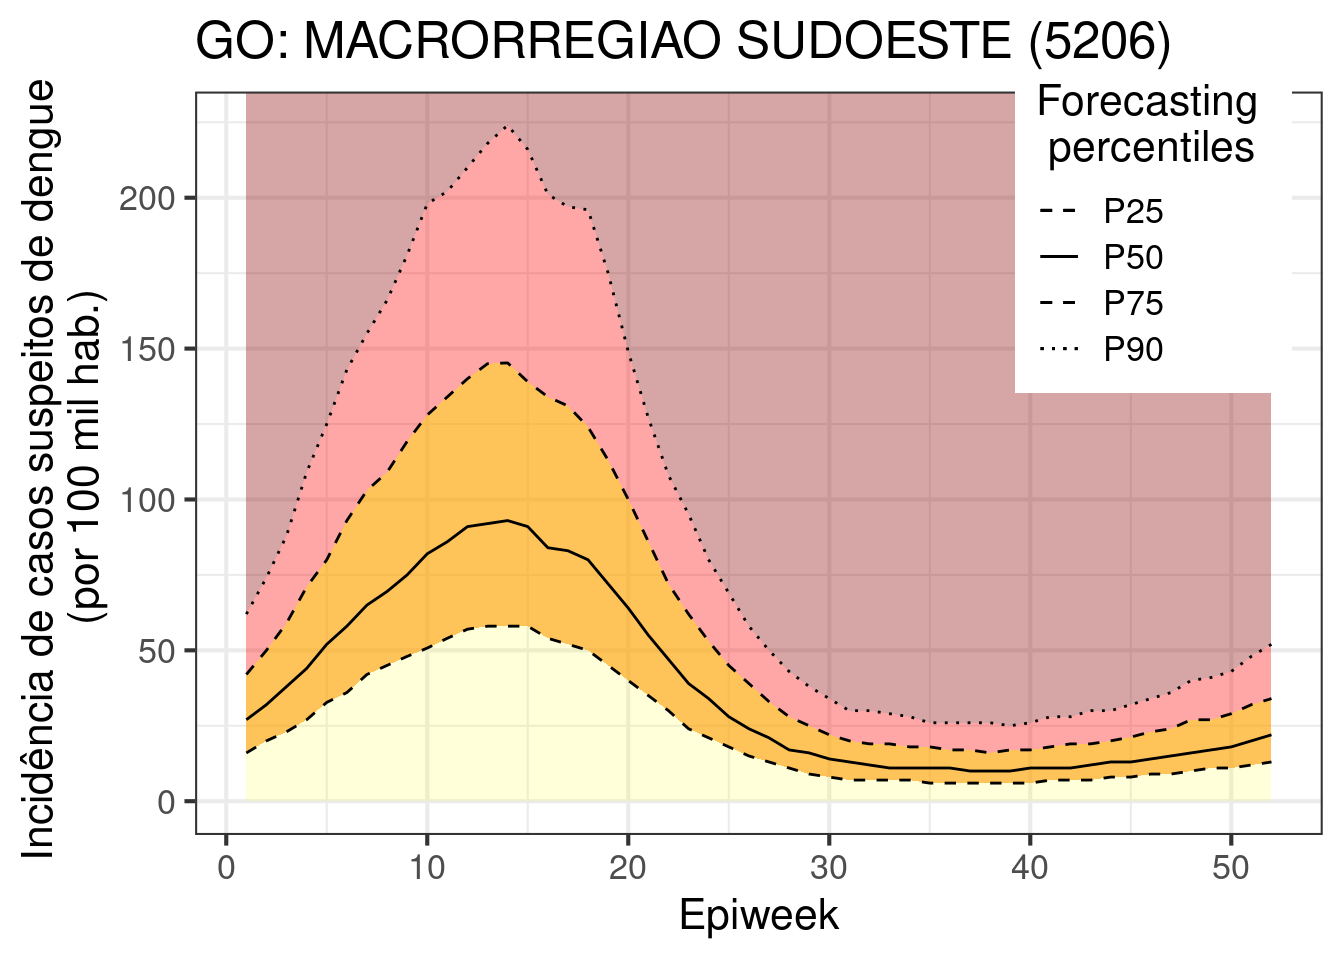 GO: MACRORREGIAO SUDOESTE (5206)
Incidência de casos suspeitos de dengue
(por 100 mil hab.)
200
150
100
50
0
Forecasting
percentiles
P25
P50
P75
P90
0 10 20 30 40 50
Epiweek